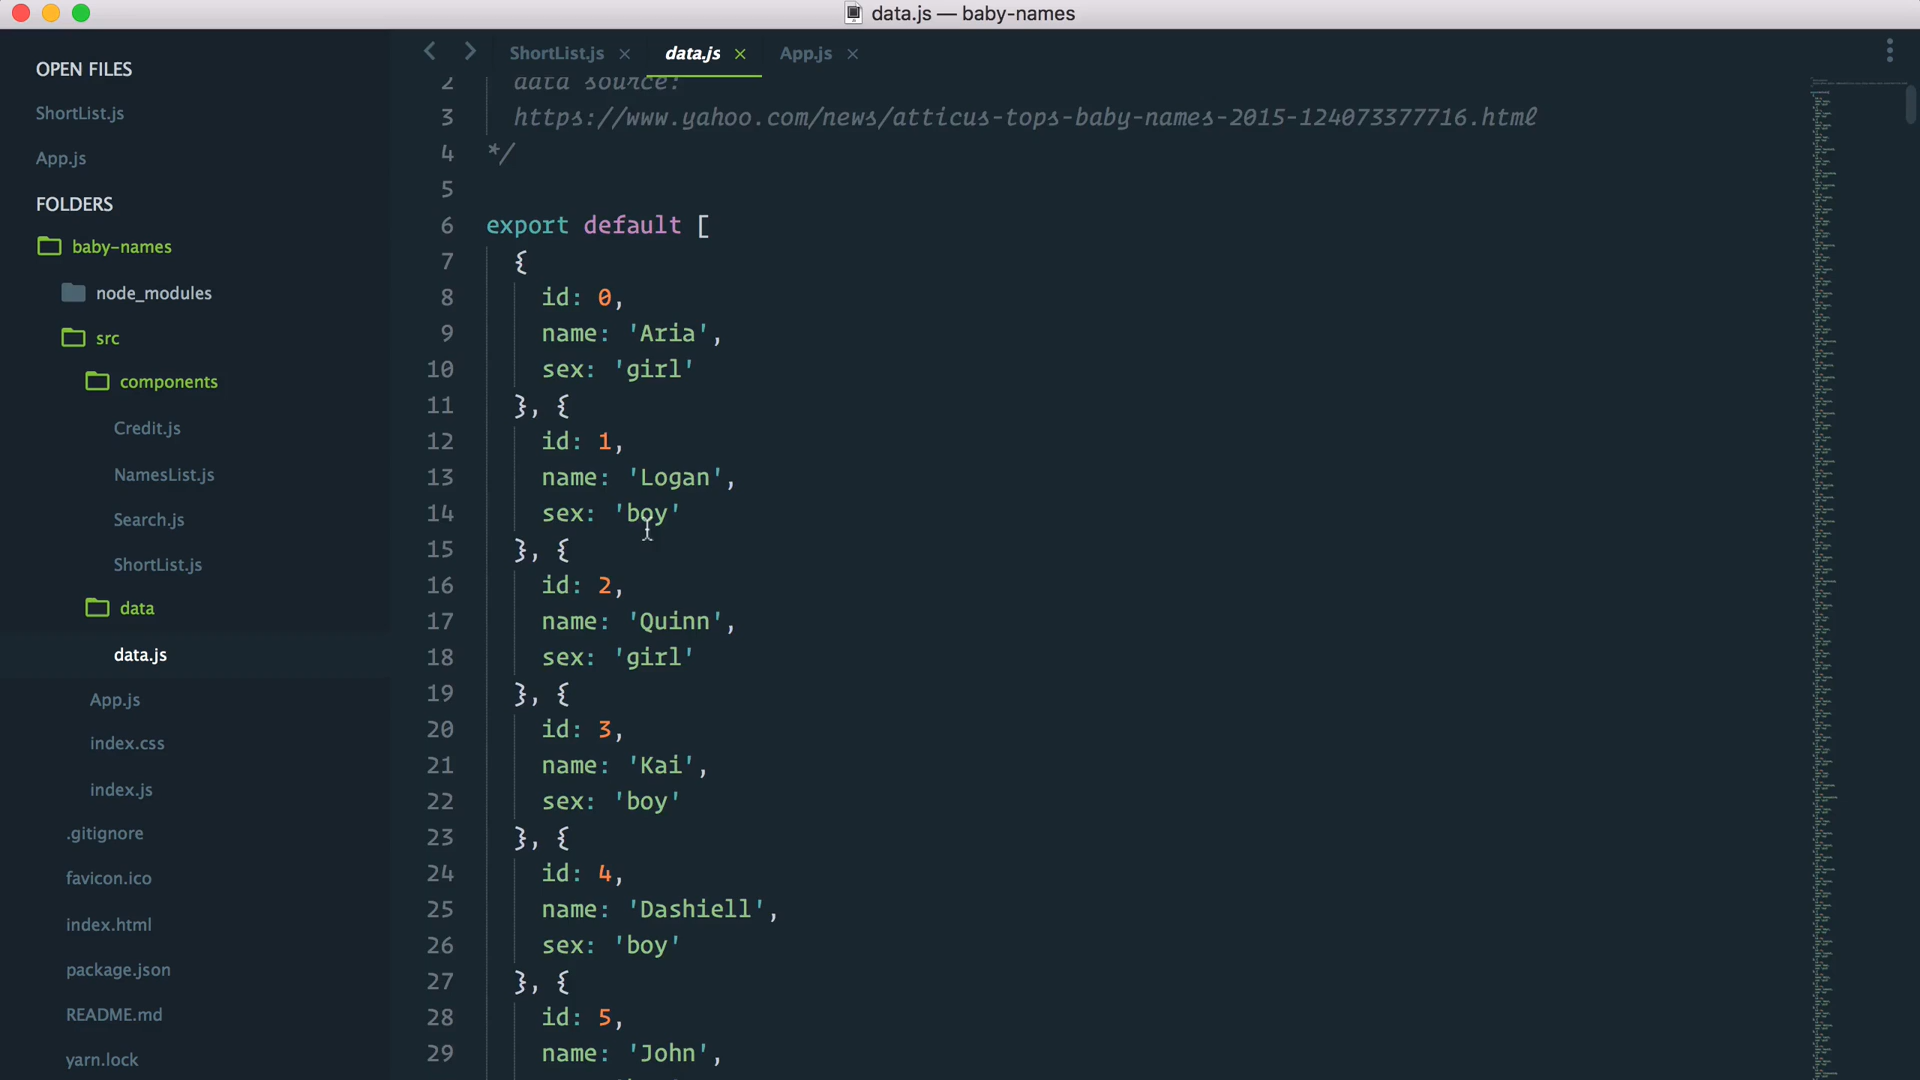 data.js — baby-names
OPEN FILES
ShortList.js
App.js
FOLDERS
baby-names
node_modules
src
components
Credit.js
NamesList.js
Search.js
ShortList.js
data
data.js
App.js
index.css
index.js
.gitignore
favicon.ico
index.html
package.json
README.md
yarn.lock
ShortList.js × data.js × App.js ×
2 data source:
3 https://www.yahoo.com/news/atticus-tops-baby-names-2015-124073377716.html
4 */
5
6 export default [
7 {
8 id: 0,
9 name: 'Aria',
10 sex: 'girl'
11 }, {
12 id: 1,
13 name: 'Logan',
14 sex: 'boy'
15 }, {
16 id: 2,
17 name: 'Quinn',
18 sex: 'girl'
19 }, {
20 id: 3,
21 name: 'Kai',
22 sex: 'boy'
23 }, {
24 id: 4,
25 name: 'Dashiell',
26 sex: 'boy'
27 }, {
28 id: 5,
29 name: 'John',